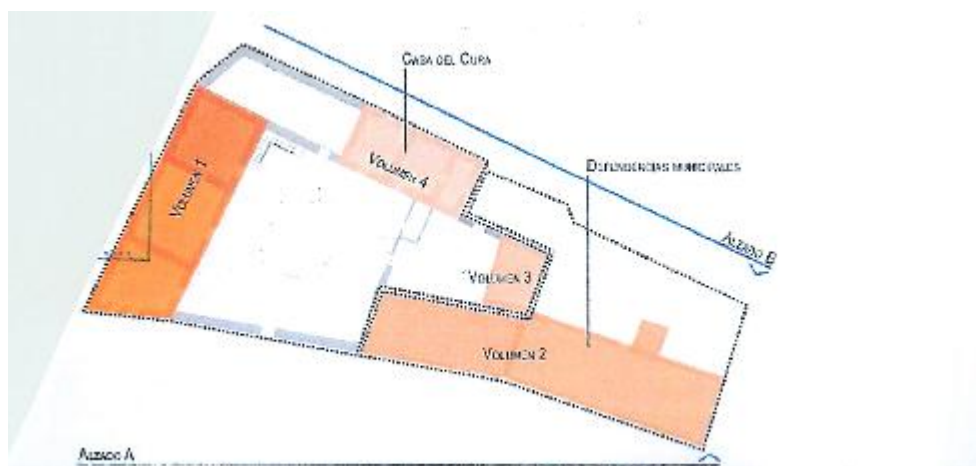 CASA DEL CURA
VOLUMEN 4
DEPENDENCIAS MUNICIPALES
VOLUMEN 1
ALZADO B
VOLUMEN 3
VOLUMEN 2
ALZADO A